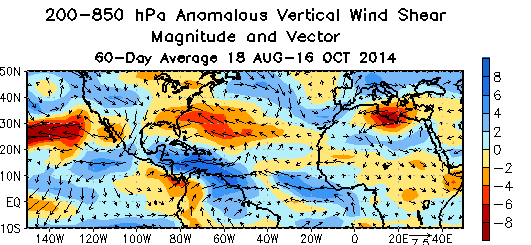 200-850 hPa Anomalous Vertical Wind Shear
Magnitude and Vector
60-Day Average 18 AUG-16 OCT 2014
50N
40N
30N
20N
10N
EQ
10S
140W 120W 100W 80W 60W 40W 20W 0 20E 40E
7.5
8
6
4
2
0
-2
-4
-6
-8